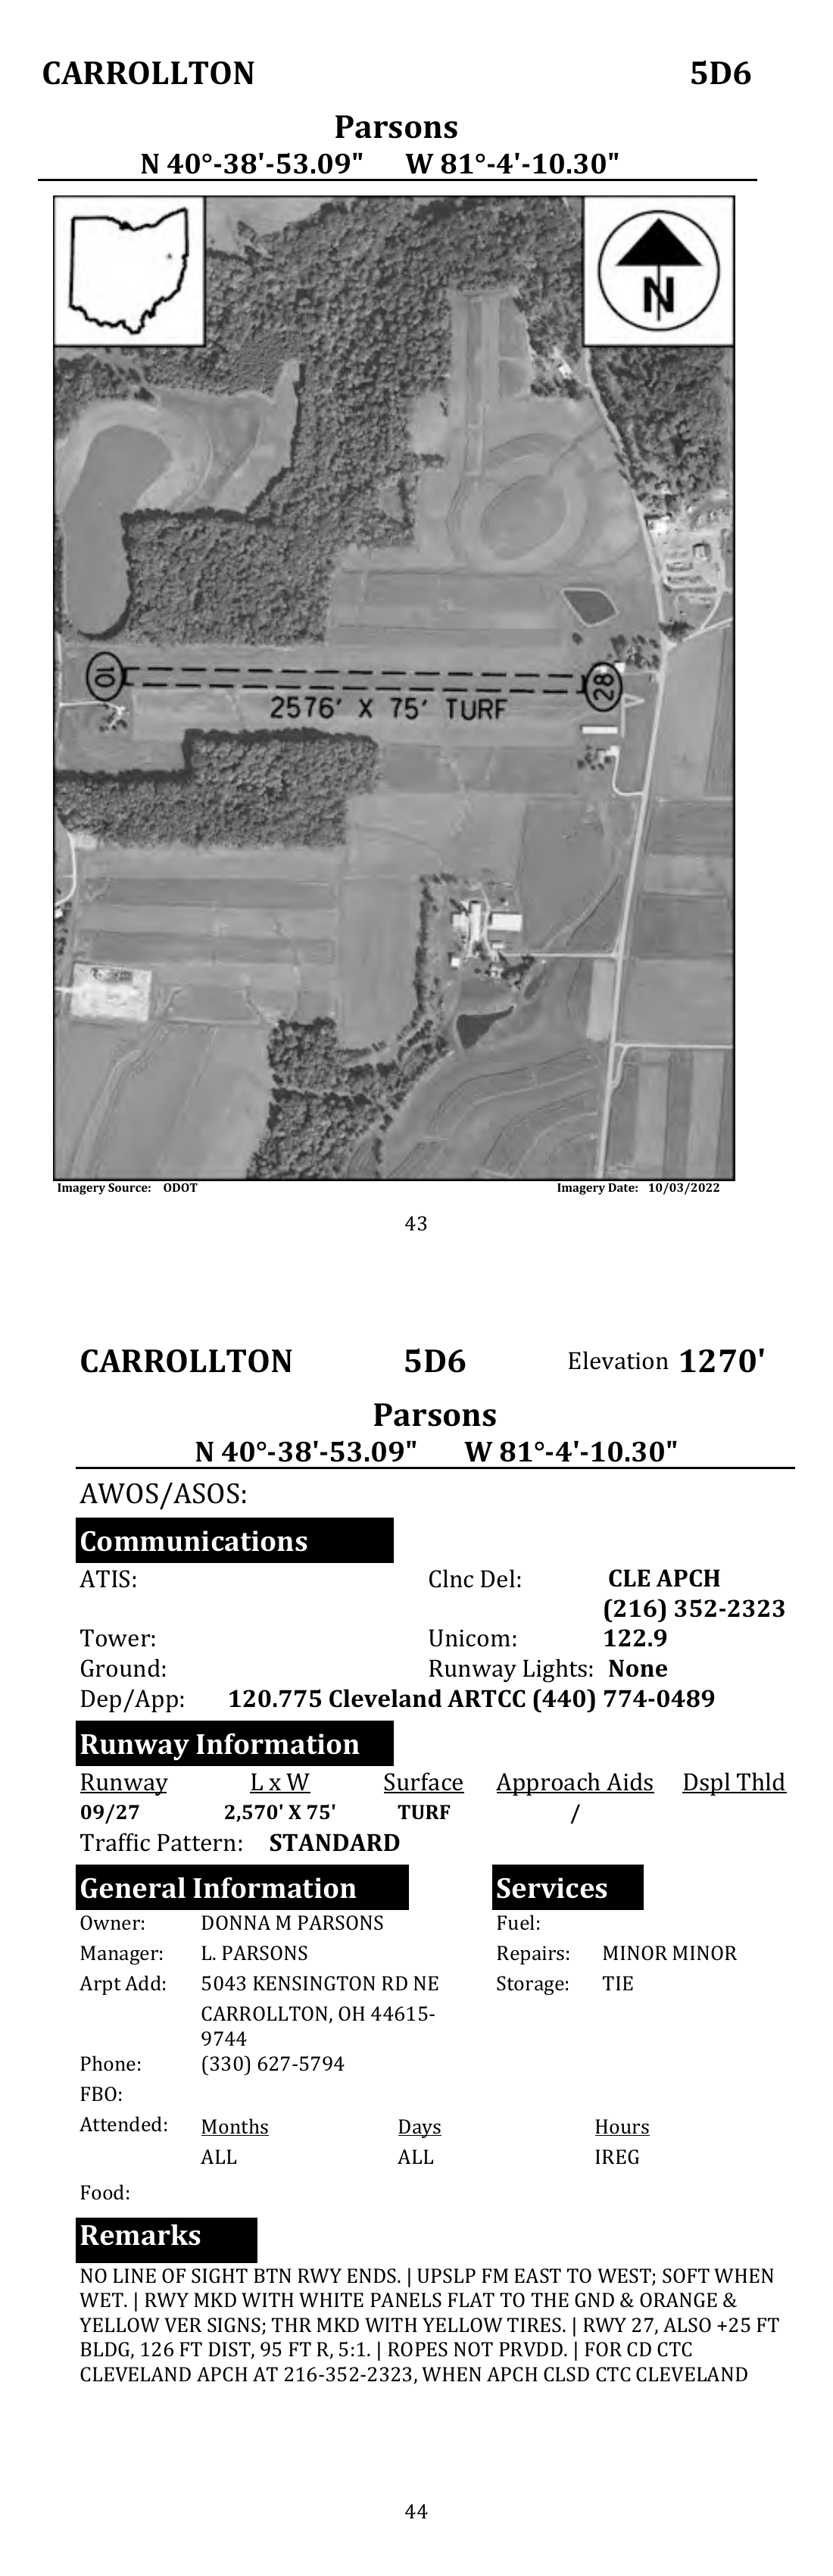 CARROLLTON 5D6
Parsons
N 40°-38'-53.09" W 81°-4'-10.30"
N
10 28
2576' X 75' TURF
Imagery Source: ODOT Imagery Date: 10/03/2022
43
CARROLLTON 5D6 Elevation 1270'
Parsons
N 40°-38'-53.09" W 81°-4'-10.30"
AWOS/ASOS:
Communications
ATIS: Clnc Del: CLE APCH
(216) 352-2323
Tower: Unicom: 122.9
Ground: Runway Lights: None
Dep/App: 120.775 Cleveland ARTCC (440) 774-0489
Runway Information
Runway L x W Surface Approach Aids Dspl Thld
09/27 2,570' X 75' TURF /
Traffic Pattern: STANDARD
General Information Services
Owner: DONNA M PARSONS Fuel:
Manager: L. PARSONS Repairs: MINOR MINOR
Arpt Add: 5043 KENSINGTON RD NE Storage: TIE
CARROLLTON, OH 44615-
9744
Phone: (330) 627-5794
FBO:
Attended: Months Days Hours
ALL ALL IREG
Food:
Remarks
NO LINE OF SIGHT BTN RWY ENDS. | UPSLP FM EAST TO WEST; SOFT WHEN
WET. | RWY MKD WITH WHITE PANELS FLAT TO THE GND & ORANGE &
YELLOW VER SIGNS; THR MKD WITH YELLOW TIRES. | RWY 27, ALSO +25 FT
BLDG, 126 FT DIST, 95 FT R, 5:1. | ROPES NOT PRVDD. | FOR CD CTC
CLEVELAND APCH AT 216-352-2323, WHEN APCH CLSD CTC CLEVELAND
44